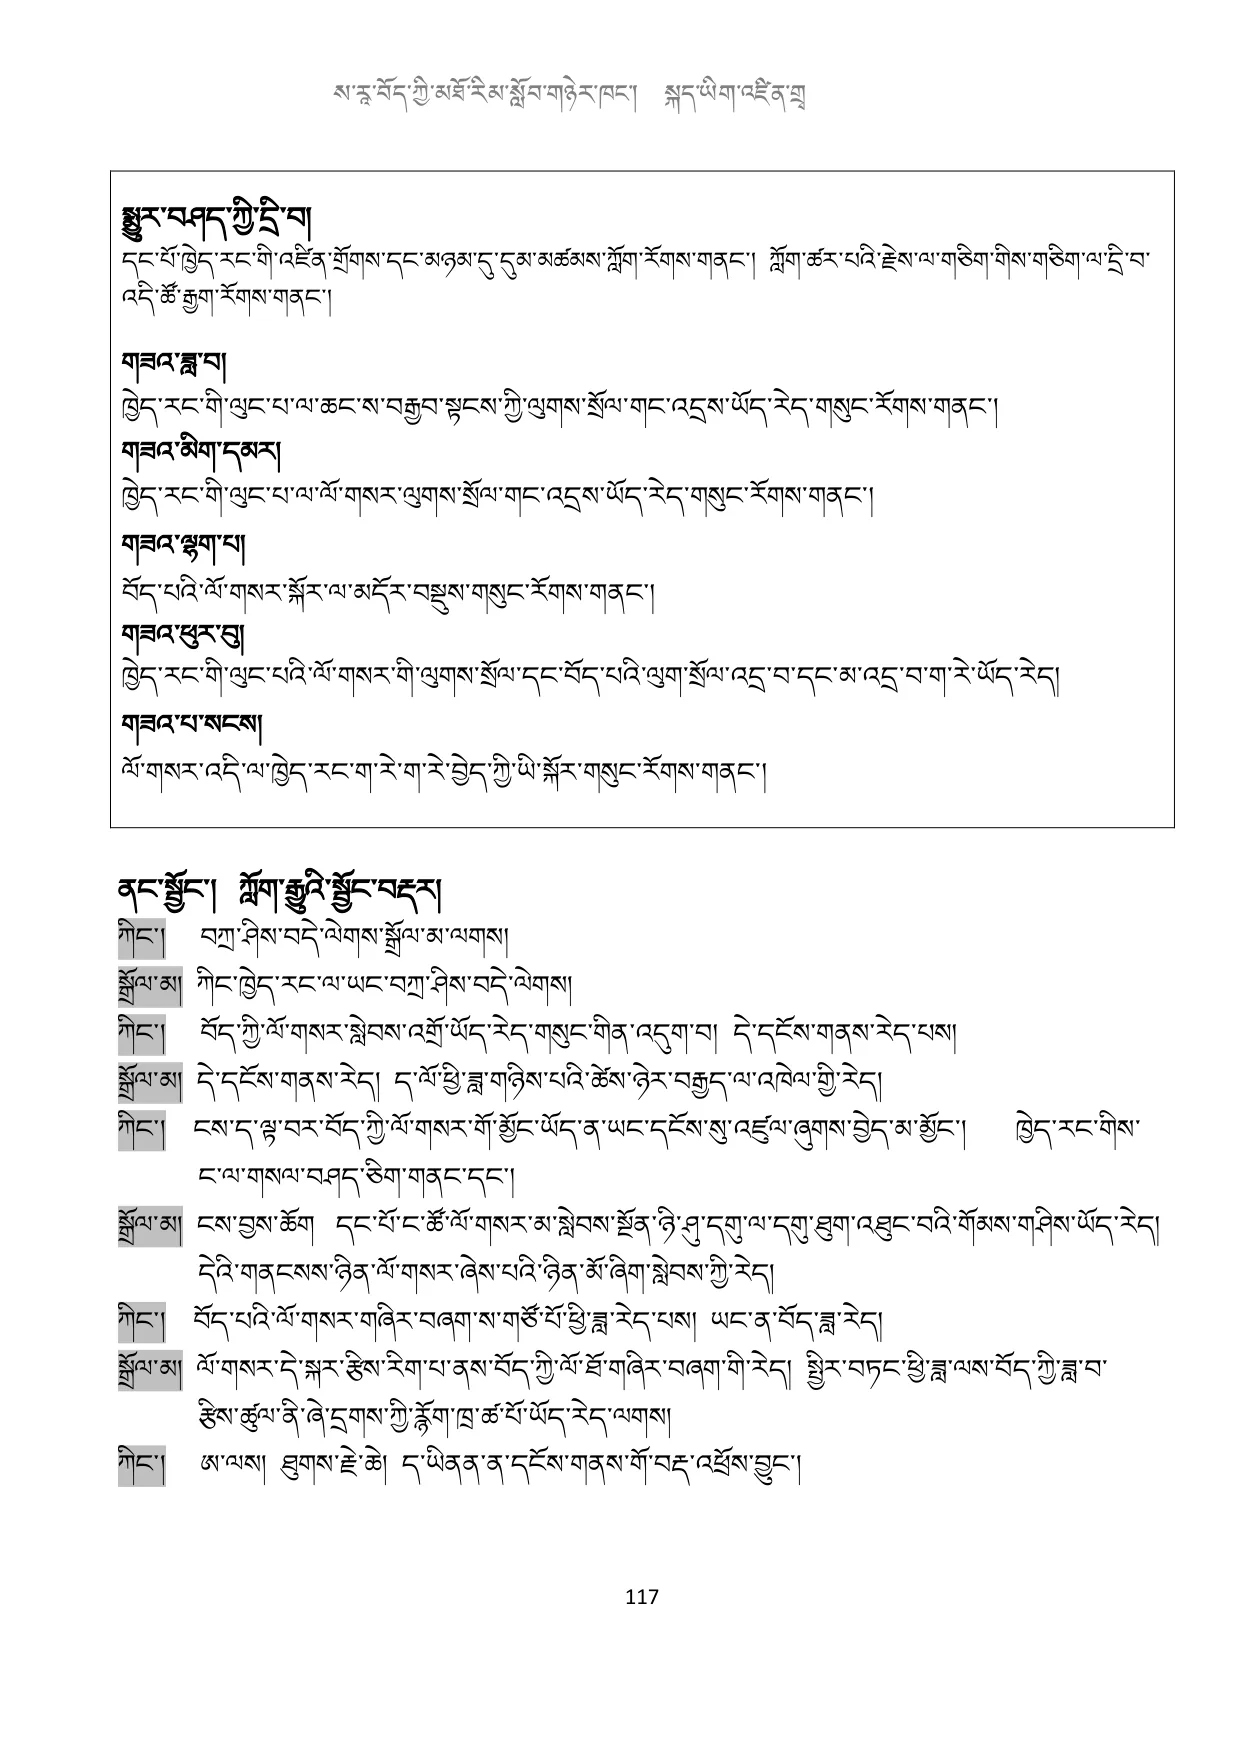 ས་རཱ་བོད་ཀྱི་མཐོ་རིམ་སློབ་གཉེར་ཁང་།  སྐད་ཡིག་འཛིན་གྲྭ
སྦྱུར་བཤད་ཀྱི་དྲི་བ།
དང་པོ་ཁྱེད་རང་གི་འཛིན་གྲོགས་དང་མཉམ་དུ་དུམ་མཚམས་ཀློག་རོགས་གནང་། ཀློག་ཚར་པའི་རྗེས་ལ་གཅིག་གིས་གཅིག་ལ་དྲི་བ་
འདི་ཚོ་རྒྱག་རོགས་གནང་།
གཟའ་ཟླ་བ།
ཁྱེད་རང་གི་ལུང་པ་ལ་ཆང་ས་བརྒྱབ་སྟངས་ཀྱི་ལུགས་སྲོལ་གང་འདྲས་ཡོད་རེད་གསུང་རོགས་གནང་།
གཟའ་མིག་དམར།
ཁྱེད་རང་གི་ལུང་པ་ལ་ལོ་གསར་ལུགས་སྲོལ་གང་འདྲས་ཡོད་རེད་གསུང་རོགས་གནང་།
གཟའ་ལྷག་པ།
བོད་པའི་ལོ་གསར་སྐོར་ལ་མདོར་བསྡུས་གསུང་རོགས་གནང་།
གཟའ་ཕུར་བུ།
ཁྱེད་རང་གི་ལུང་པའི་ལོ་གསར་གི་ལུགས་སྲོལ་དང་བོད་པའི་ལུག་སྲོལ་འདྲ་བ་དང་མ་འདྲ་བ་ག་རེ་ཡོད་རེད།
གཟའ་པ་སངས།
ལོ་གསར་འདི་ལ་ཁྱེད་རང་ག་རེ་ག་རེ་བྱེད་ཀྱི་ཡི་སྐོར་གསུང་རོགས་གནང་།
ནང་སྦྱོང་།  ཀློག་རྒྱུའི་སྦྱོང་བརྡར།
ཀིང་།  བཀྲ་ཤིས་བདེ་ལེགས་སྒྲོལ་མ་ལགས།
སྒྲོལ་མ། ཀིང་ཁྱེད་རང་ལ་ཡང་བཀྲ་ཤིས་བདེ་ལེགས།
ཀིང་།  བོད་ཀྱི་ལོ་གསར་སླེབས་འགྲོ་ཡོད་རེད་གསུང་གིན་འདུག་བ། དེ་དངོས་གནས་རེད་པས།
སྒྲོལ་མ། དེ་དངོས་གནས་རེད། ད་ལོ་ཕྱི་ཟླ་གཉིས་པའི་ཚེས་ཉེར་བརྒྱད་ལ་འཁེལ་གྱི་རེད།
ཀིང་།  ངས་ད་ལྟ་བར་བོད་ཀྱི་ལོ་གསར་གོ་མྱོང་ཡོད་ན་ཡང་དངོས་སུ་འཛུལ་ཞུགས་བྱེད་མ་མྱོང་།  ཁྱེད་རང་གིས་
ང་ལ་གསལ་བཤད་ཅིག་གནང་དང་།
སྒྲོལ་མ། ངས་བྱས་ཆོག  དང་པོ་ང་ཚོ་ལོ་གསར་མ་སླེབས་སྔོན་ཉི་ཤུ་དགུ་ལ་དགུ་ཐུག་འཐུང་བའི་གོམས་གཤིས་ཡོད་རེད།
དེའི་གནངསས་ཉིན་ལོ་གསར་ཞེས་པའི་ཉིན་མོ་ཞིག་སླེབས་ཀྱི་རེད།
ཀིང་།  བོད་པའི་ལོ་གསར་གཞིར་བཞག་ས་གཙོ་པོ་ཕྱི་ཟླ་རེད་པས། ཡང་ན་བོད་ཟླ་རེད།
སྒྲོལ་མ། ལོ་གསར་དེ་སྐར་རྩིས་རིག་པ་ནས་བོད་ཀྱི་ལོ་ཐོ་གཞིར་བཞག་གི་རེད། སྤྱིར་བཏང་ཕྱི་ཟླ་ལས་བོད་ཀྱི་ཟླ་བ་
རྩིས་ཚུལ་ནི་ཞེ་དྲགས་ཀྱི་རྙོག་ཁྲ་ཚ་པོ་ཡོད་རེད་ལགས།
ཀིང་།  ཨ་ལས། ཐུགས་རྗེ་ཆེ། ད་ཡིནན་ན་དངོས་གནས་གོ་བརྡ་འཕྲོས་བྱུང་།
117